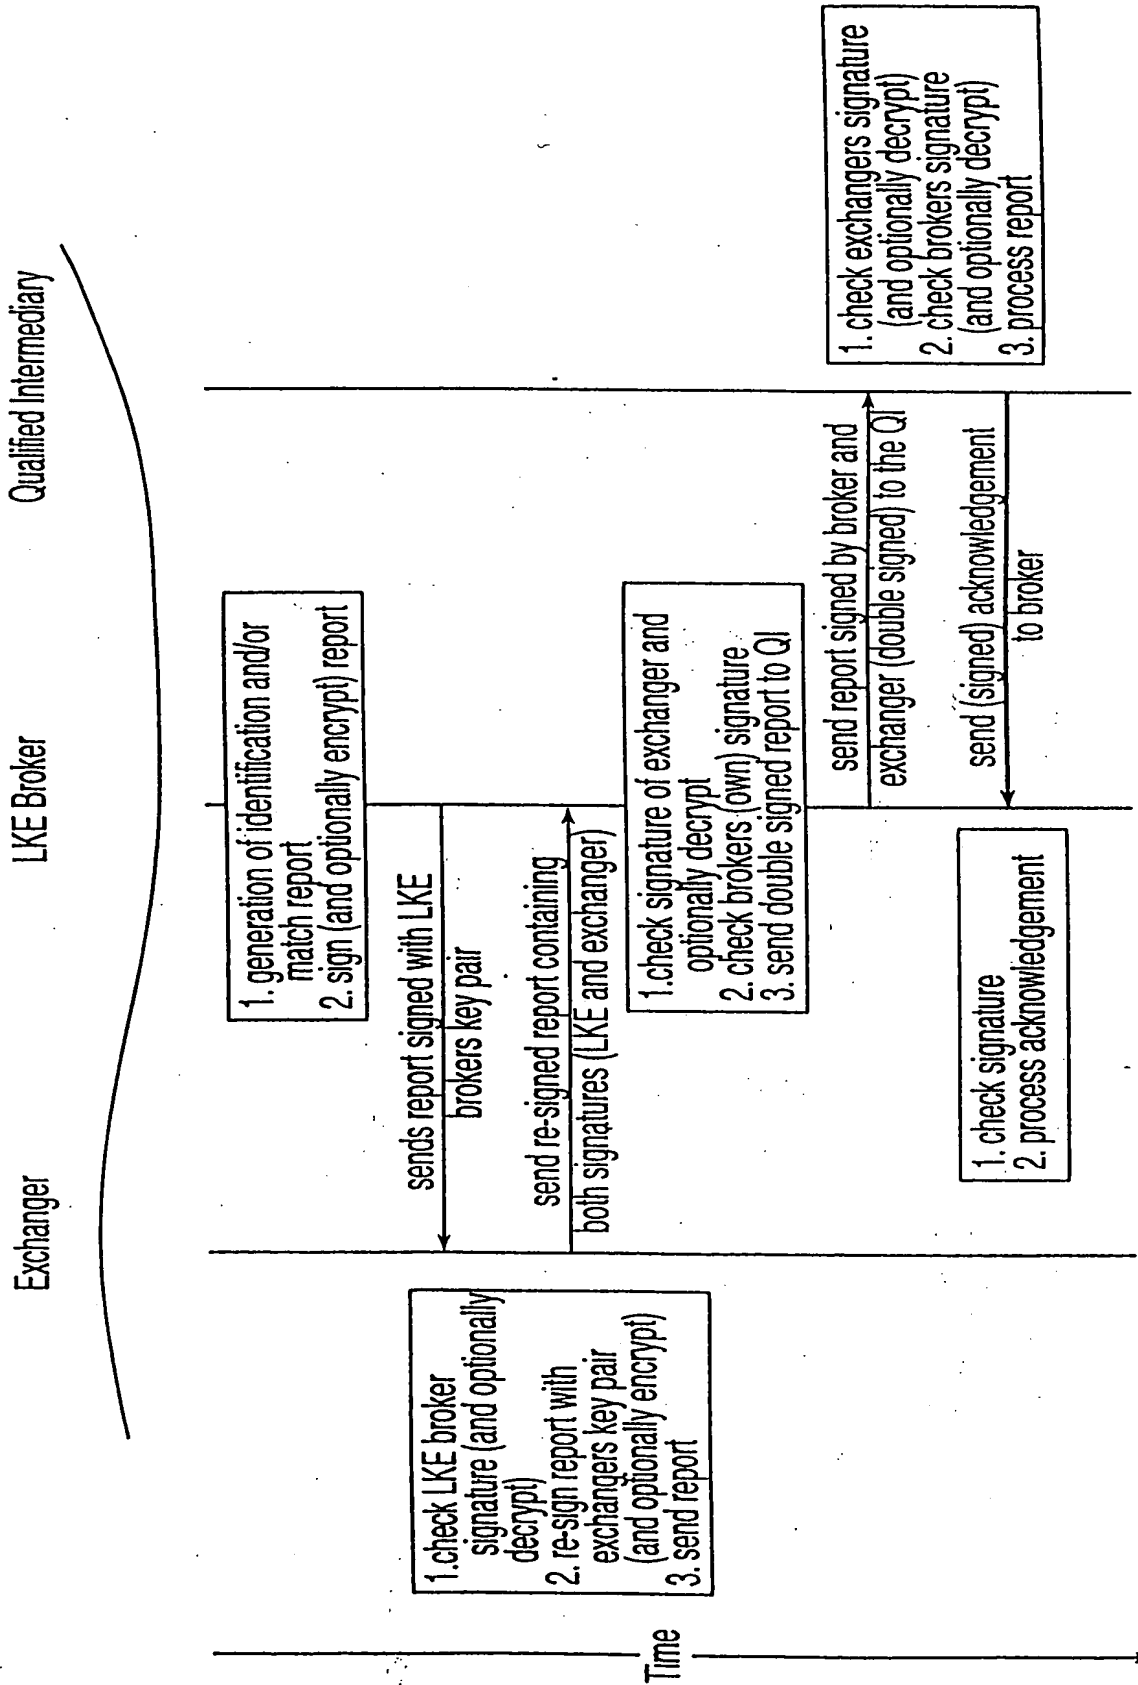 Exchanger
LKE Broker
Qualified Intermediary
1. generation of identification and/or
match report
2. sign (and optionally encrypt) report
sends report signed with LKE
brokers key pair
1.check LKE broker
signature (and optionally
decrypt)
2. re-sign report with
exchangers key pair
(and optionally encrypt)
3. send report
send re-signed report containing
both signatures (LKE and exchanger)
1.check signature of exchanger and
optionally decrypt
2. check brokers (own) signature
3. send double signed report to QI
send report signed by broker and
exchanger (double signed) to the QI
1. check exchangers signature
(and optionally decrypt)
2. check brokers signature
(and optionally decrypt)
3. process report
send (signed) acknowledgement
to broker
1. check signature
2. process acknowledgement
Time